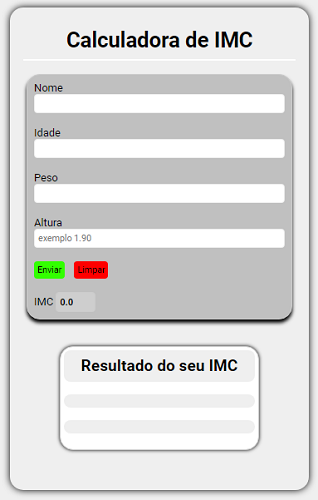 Calculadora de IMC
Nome
Idade
Peso
Altura
exemplo 1.90
Enviar Limpar
IMC 0.0
Resultado do seu IMC